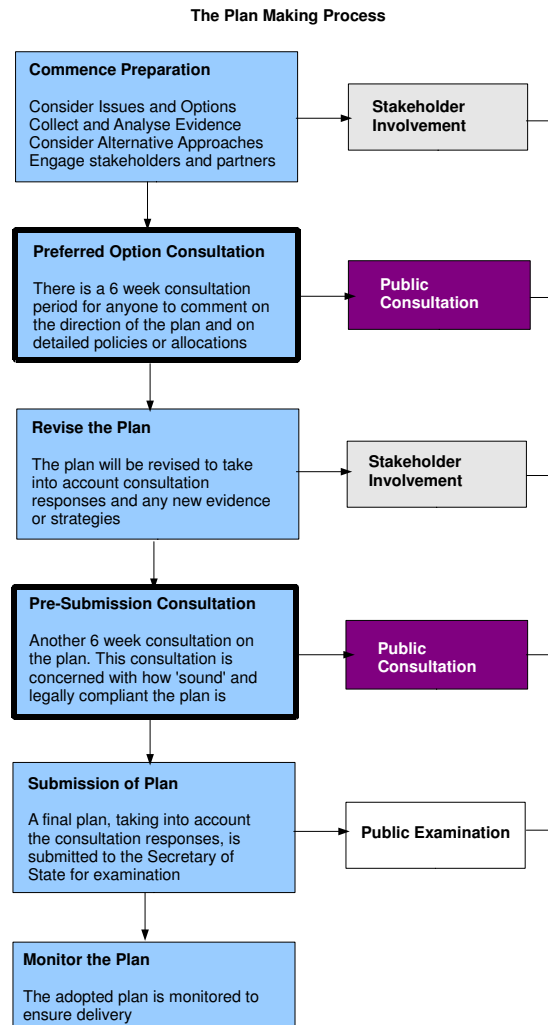 The Plan Making Process
Commence Preparation
Consider Issues and Options
Collect and Analyse Evidence
Consider Alternative Approaches
Engage stakeholders and partners
Stakeholder
Involvement
Preferred Option Consultation
There is a 6 week consultation
period for anyone to comment on
the direction of the plan and on
detailed policies or allocations
Public
Consultation
Revise the Plan
The plan will be revised to take
into account consultation
responses and any new evidence
or strategies
Stakeholder
Involvement
Pre-Submission Consultation
Another 6 week consultation on
the plan. This consultation is
concerned with how 'sound' and
legally compliant the plan is
Public
Consultation
Submission of Plan
A final plan, taking into account
the consultation responses, is
submitted to the Secretary of
State for examination
Public Examination
Monitor the Plan
The adopted plan is monitored to
ensure delivery